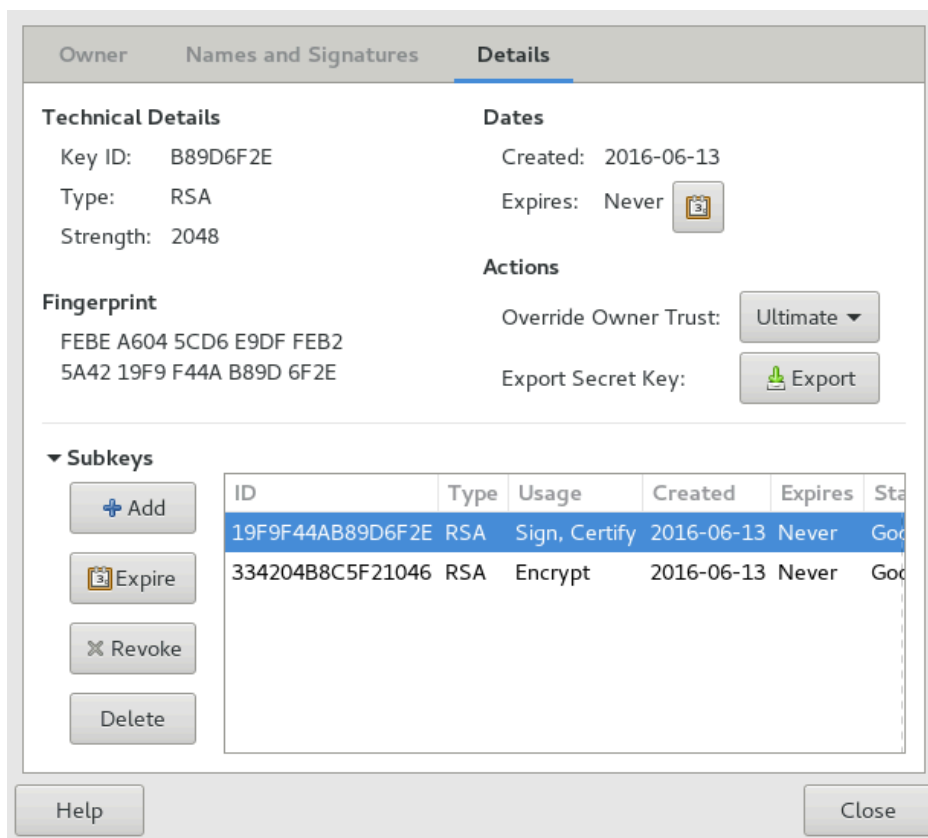 Owner Names and Signatures Details
Technical Details
Key ID: B89D6F2E
Type: RSA
Strength: 2048
Fingerprint
FEBE A604 5CD6 E9DF FEB2
5A42 19F9 F44A B89D 6F2E
Dates
Created: 2016-06-13
Expires: Never
Actions
Override Owner Trust: Ultimate
Export Secret Key: Export
Subkeys
Add
Expire
Revoke
Delete
ID Type Usage Created Expires Sta
19F9F44AB89D6F2E RSA Sign, Certify 2016-06-13 Never Goo
334204B8C5F21046 RSA Encrypt 2016-06-13 Never Goo
Help Close